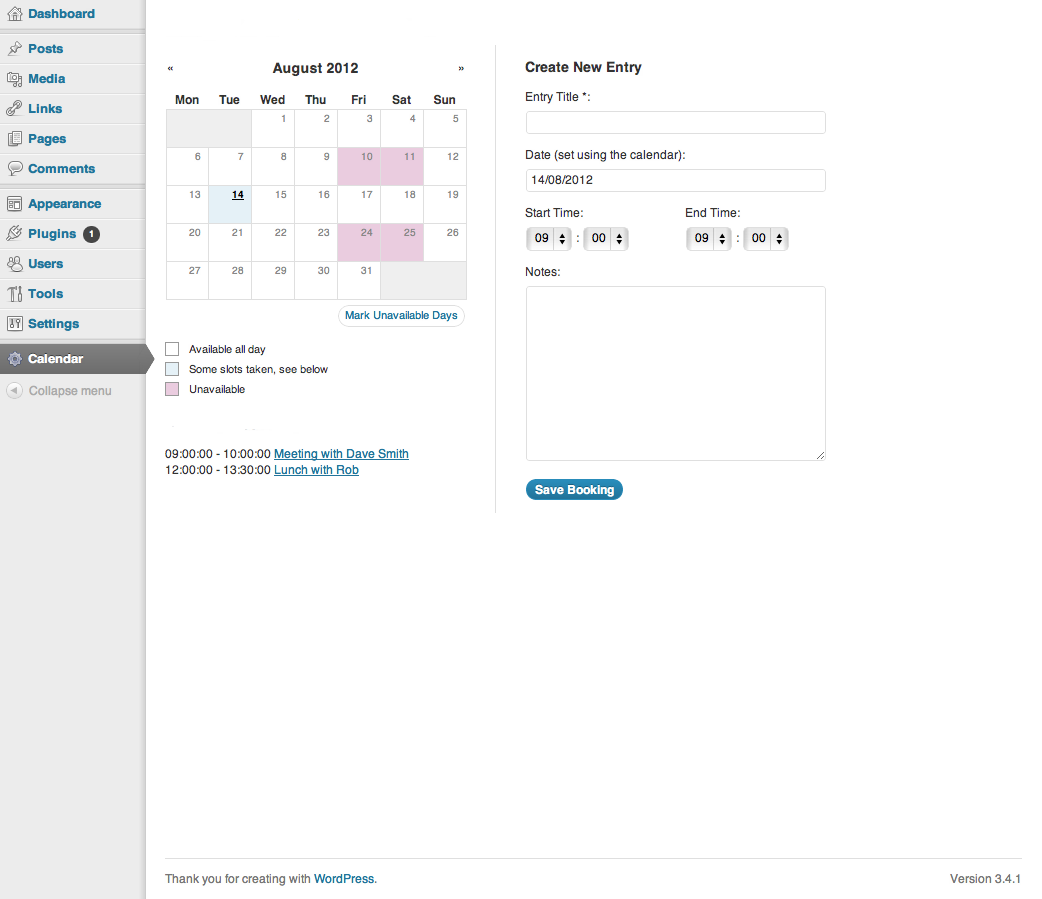 Dashboard
Posts
Media
Links
Pages
Comments
Appearance
Plugins 1
Users
Tools
Settings
Calendar
Collapse menu
« August 2012 »
Mon Tue Wed Thu Fri Sat Sun
1 2 3 4 5
6 7 8 9 10 11 12
13 14 15 16 17 18 19
20 21 22 23 24 25 26
27 28 29 30 31
Mark Unavailable Days
Available all day
Some slots taken, see below
Unavailable
09:00:00 - 10:00:00 Meeting with Dave Smith
12:00:00 - 13:30:00 Lunch with Rob
Create New Entry
Entry Title *:
Date (set using the calendar):
14/08/2012
Start Time: End Time:
09 : 00 09 : 00
Notes:
Save Booking
Thank you for creating with WordPress. Version 3.4.1